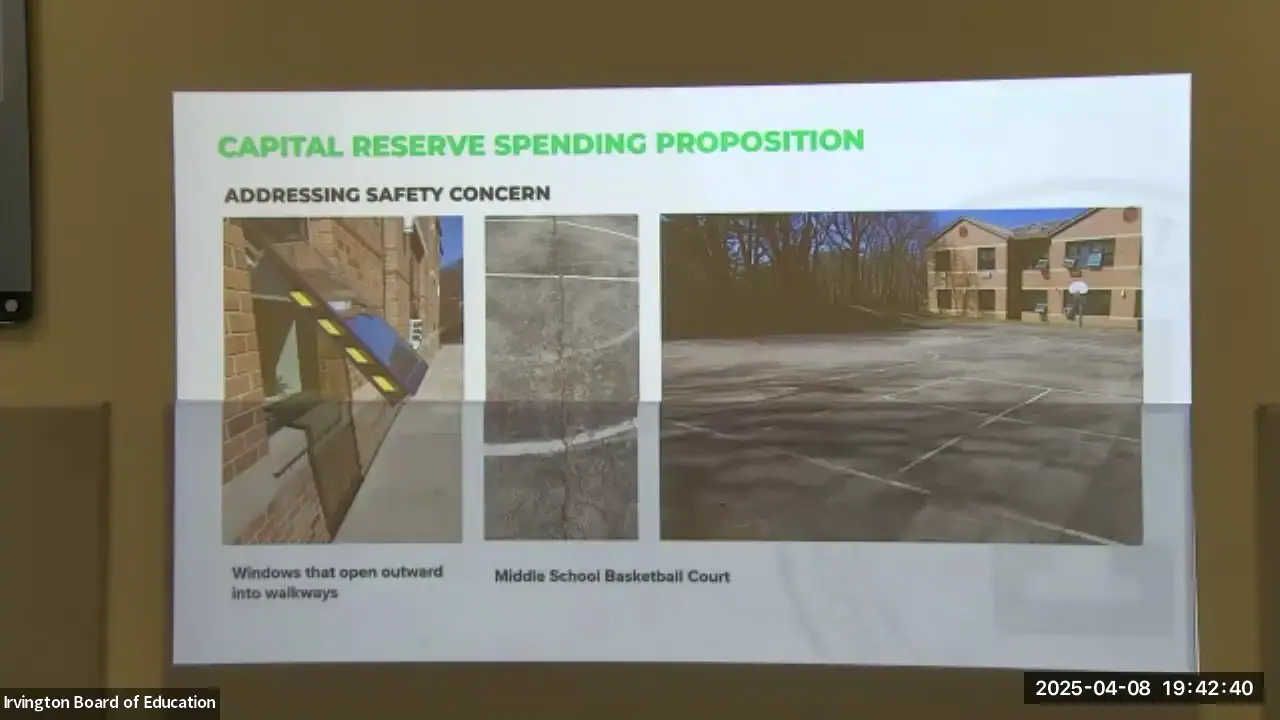 CAPITAL RESERVE SPENDING PROPOSITION
ADDRESSING SAFETY CONCERN
Windows that open outward
into walkways
Middle School Basketball Court
Irvington Board of Education
2025-04-08 19:42:40